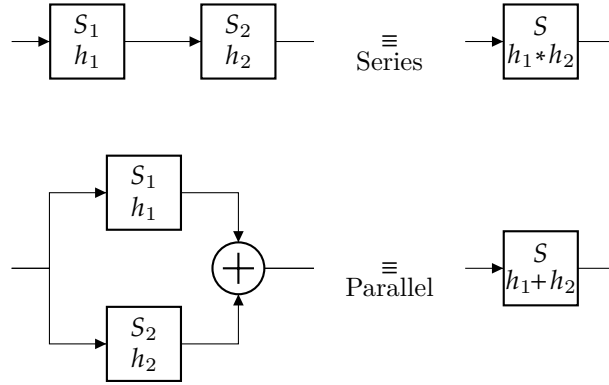 S₁
h₁
S₂
h₂
≡
Series
S
h₁*h₂
S₁
h₁
S₂
h₂
+
≡
Parallel
S
h₁+h₂